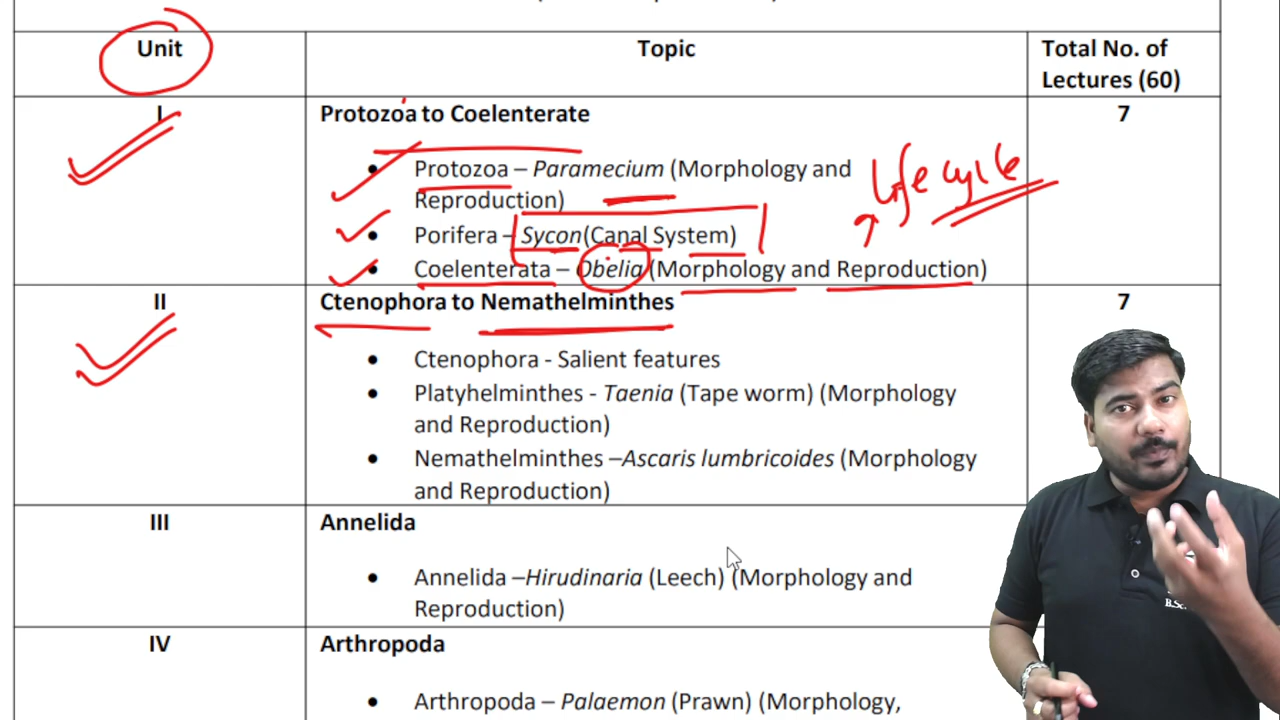 Unit
Topic
Total No. of
Lectures (60)
I
Protozoa to Coelenterate
7
• Protozoa – Paramecium (Morphology and
Reproduction)
Life cycle
• Porifera – Sycon(Canal System)
• Coelenterata – Obelia (Morphology and Reproduction)
II
Ctenophora to Nemathelminthes
7
• Ctenophora - Salient features
• Platyhelminthes - Taenia (Tape worm) (Morphology
and Reproduction)
• Nemathelminthes –Ascaris lumbricoides (Morphology
and Reproduction)
III
Annelida
• Annelida –Hirudinaria (Leech) (Morphology and
Reproduction)
IV
Arthropoda
• Arthropoda – Palaemon (Prawn) (Morphology,